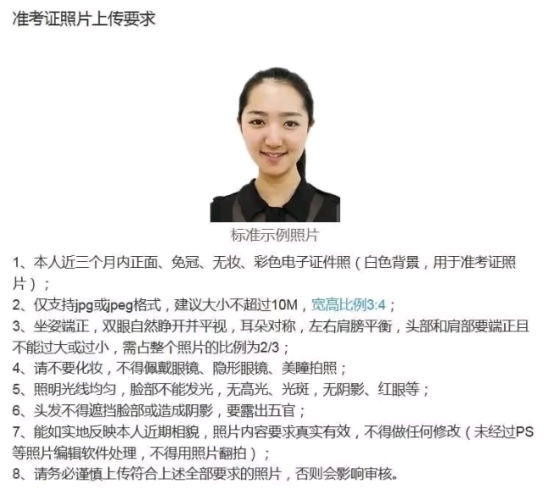 准考证照片上传要求
标准示例照片
1、本人近三个月内正面、免冠、无妆、彩色电子证件照（白色背景，用于准考证照
片）；
2、仅支持jpg或jpeg格式，建议大小不超过10M，宽高比例3:4；
3、坐姿端正，双眼自然睁开并平视，耳朵对称，左右肩膀平衡，头部和肩部要端正且
不能过大或过小，需占整个照片的比例为2/3；
4、请不要化妆，不得佩戴眼镜、隐形眼镜、美瞳拍照；
5、照明光线均匀，脸部不能发光，无高光、光斑，无阴影、红眼等；
6、头发不得遮挡脸部或造成阴影，要露出五官；
7、能如实地反映本人近期相貌，照片内容要求真实有效，不得做任何修改（未经过PS
等照片编辑软件处理，不得用照片翻拍）；
8、请务必谨慎上传符合上述全部要求的照片，否则会影响审核。